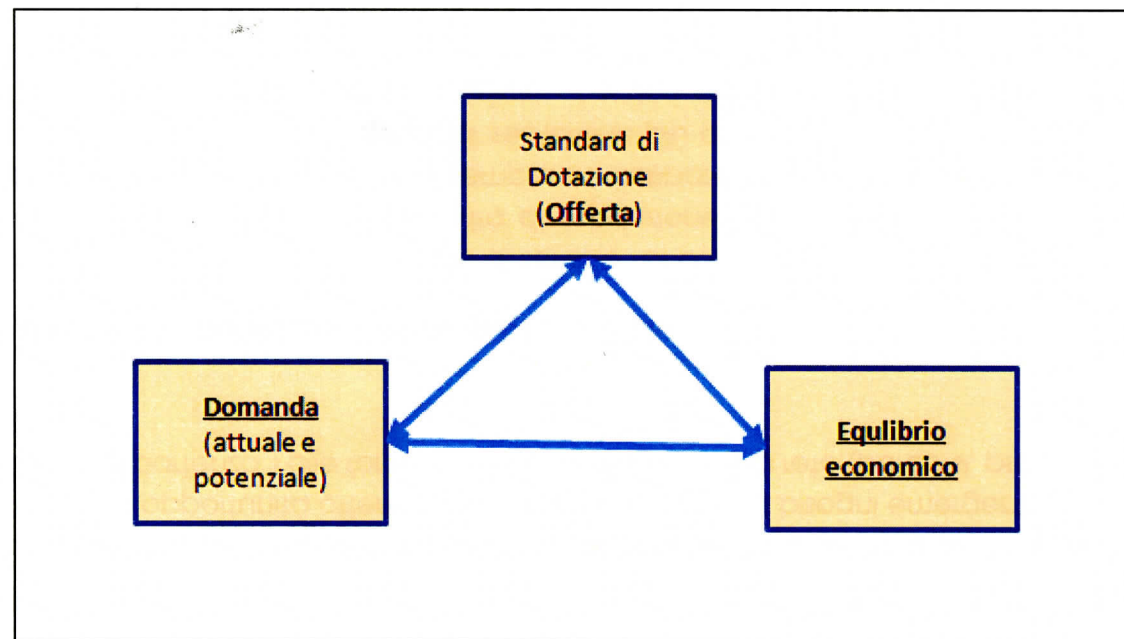 Standard di
Dotazione
(Offerta)
Domanda
(attuale e
potenziale)
Equlibrio
economico